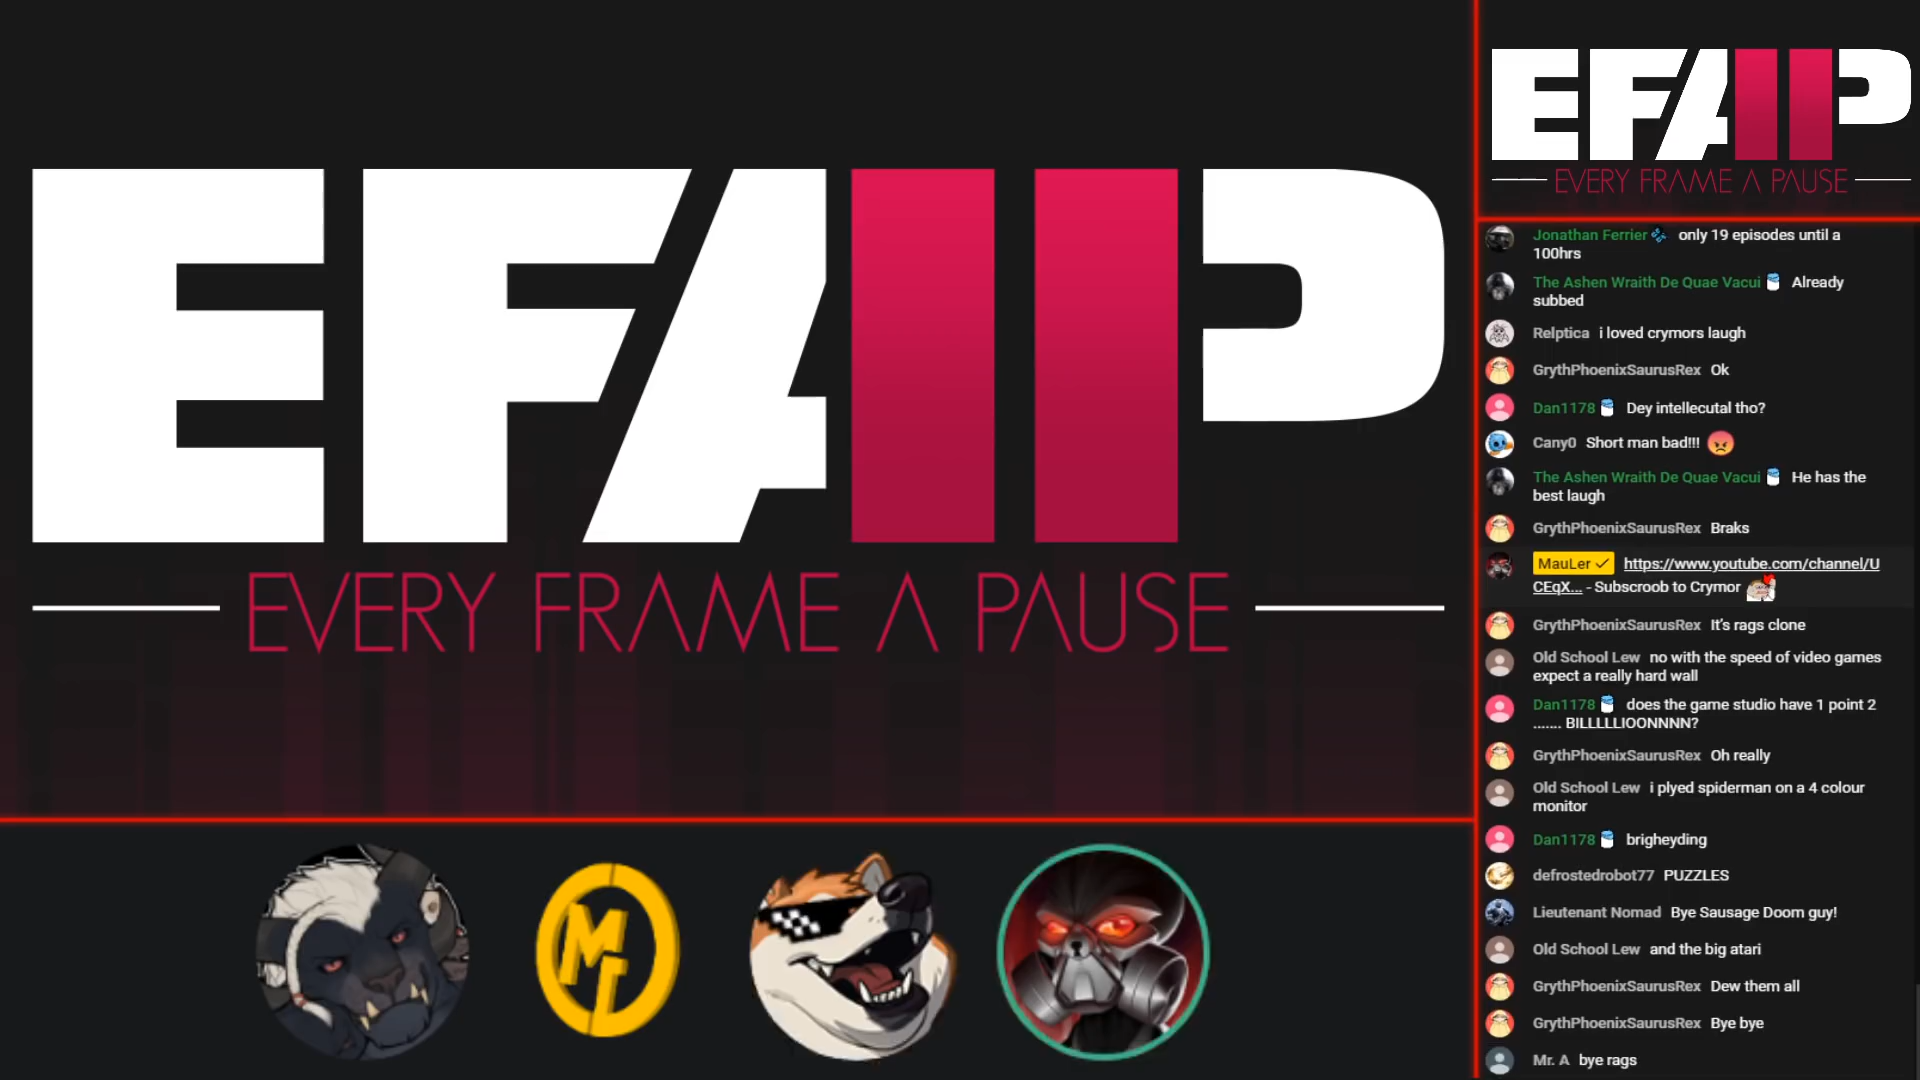 EFAP
EVERY FRAME A PAUSE
EFAP
EVERY FRAME A PAUSE
Jonathan Ferrier only 19 episodes until a
100hrs
The Ashen Wraith De Quae Vacui Already
subbed
Relptica i loved crymors laugh
GrythPhoenixSaurusRex Ok
Dan1178 Dey intellecutal tho?
Cany0 Short man bad!!!
The Ashen Wraith De Quae Vacui He has the
best laugh
GrythPhoenixSaurusRex Braks
MauLer https://www.youtube.com/channel/U
CEqX... - Subscroob to Crymor
GrythPhoenixSaurusRex It's rags clone
Old School Lew no with the speed of video games
expect a really hard wall
Dan1178 does the game studio have 1 point 2
....... BILLLLLIOONNNN?
GrythPhoenixSaurusRex Oh really
Old School Lew i plyed spiderman on a 4 colour
monitor
Dan1178 brigheyding
defrostedrobot77 PUZZLES
Lieutenant Nomad Bye Sausage Doom guy!
Old School Lew and the big atari
GrythPhoenixSaurusRex Dew them all
GrythPhoenixSaurusRex Bye bye
Mr. A bye rags
ML